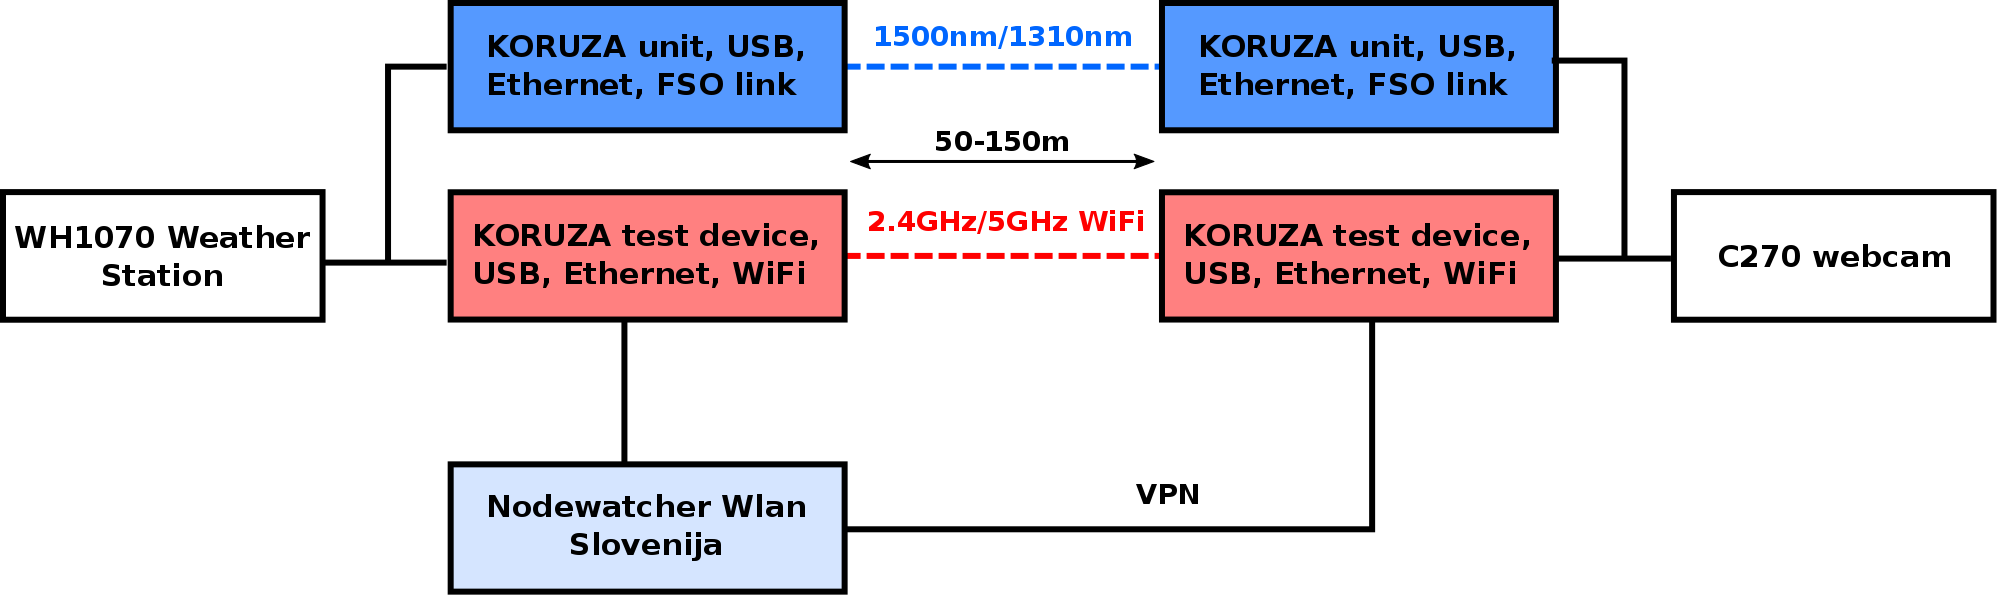 KORUZA unit, USB,
Ethernet, FSO link
1500nm/1310nm
KORUZA unit, USB,
Ethernet, FSO link
50-150m
WH1070 Weather
Station
KORUZA test device,
USB, Ethernet, WiFi
2.4GHz/5GHz WiFi
KORUZA test device,
USB, Ethernet, WiFi
C270 webcam
Nodewatcher Wlan
Slovenija
VPN